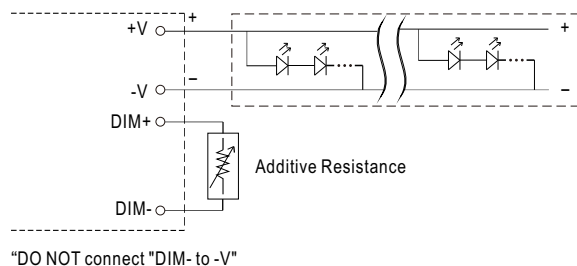 +V
+
+
-V
−
−
DIM+
Additive Resistance
DIM-
“DO NOT connect "DIM- to -V"